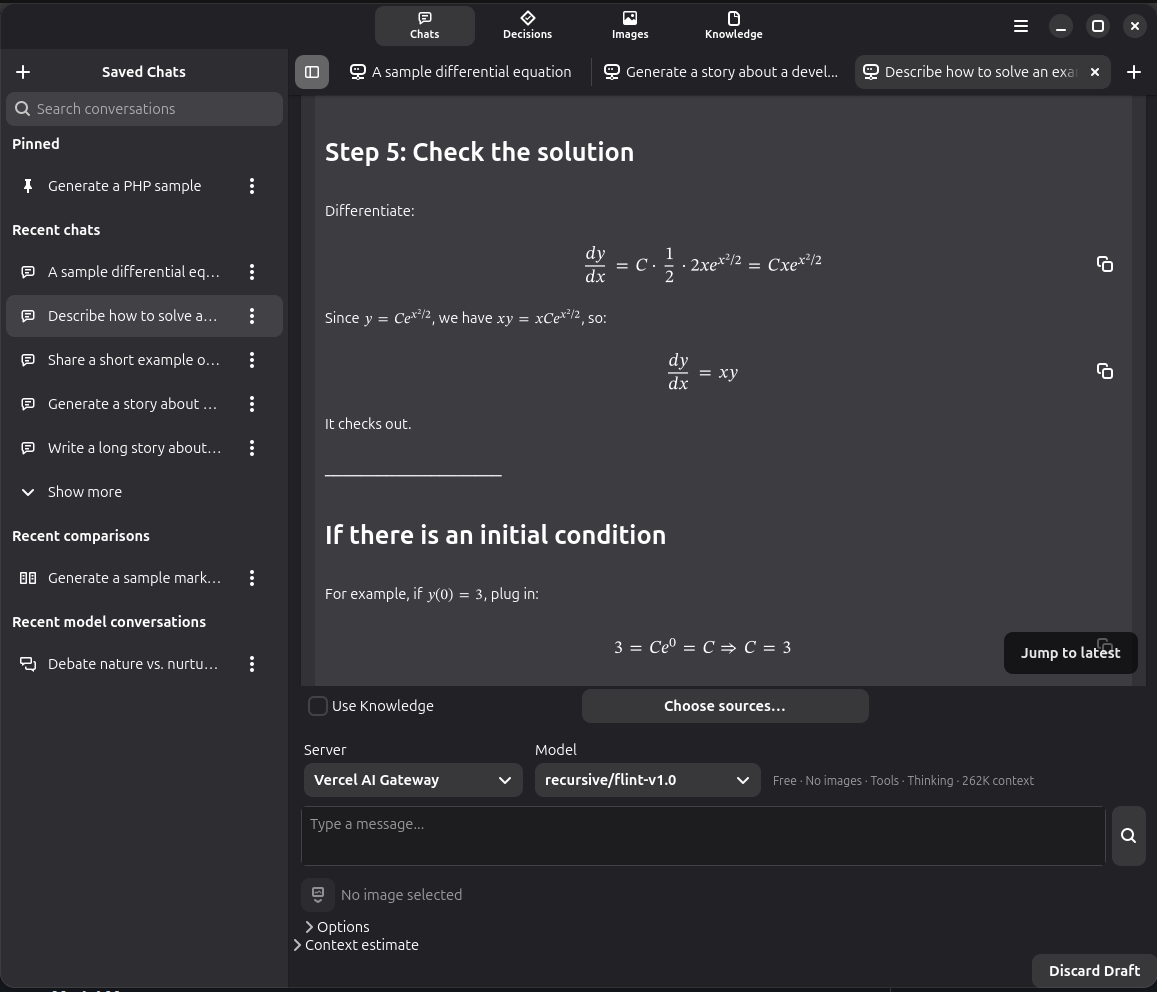 Chats
Decisions
Images
Knowledge
Saved Chats
A sample differential equation
Generate a story about a devel...
Describe how to solve an exa
Search conversations
Pinned
Generate a PHP sample
Recent chats
A sample differential eq...
Describe how to solve a...
Share a short example o...
Generate a story about ...
Write a long story about...
Show more
Recent comparisons
Generate a sample mark...
Recent model conversations
Debate nature vs. nurtu...
Step 5: Check the solution
Differentiate:
dy/dx = C · 1/2 · 2xe^{x²/2} = Cxe^{x²/2}
Since y = Ce^{x²/2}, we have xy = xCe^{x²/2}, so:
dy/dx = xy
It checks out.
If there is an initial condition
For example, if y(0) = 3, plug in:
3 = Ce⁰ = C ⇒ C = 3
Jump to latest
Use Knowledge
Choose sources...
Server
Model
Vercel AI Gateway
recursive/flint-v1.0
Free · No images · Tools · Thinking · 262K context
Type a message...
No image selected
Options
Context estimate
Discard Draft